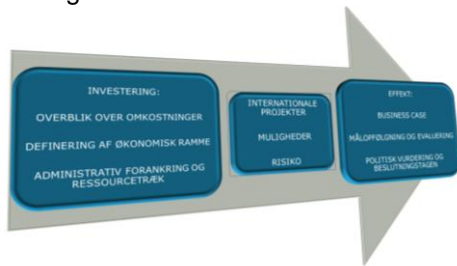 INVESTERING:
OVERBLIK OVER OMKOSTNINGER
DEFINERING AF ØKONOMISK RAMME
ADMINISTRATIV FORANKRING OG
RESSOURCETRÆK
INTERNATIONALE
PROJEKTER
MULIGHEDER
RISIKO
EFFEKT:
BUSINESS CASE
MÅLOPFØLGNING OG EVALUERING
POLITISK VURDERING OG
BESLUTNINGSTAGEN